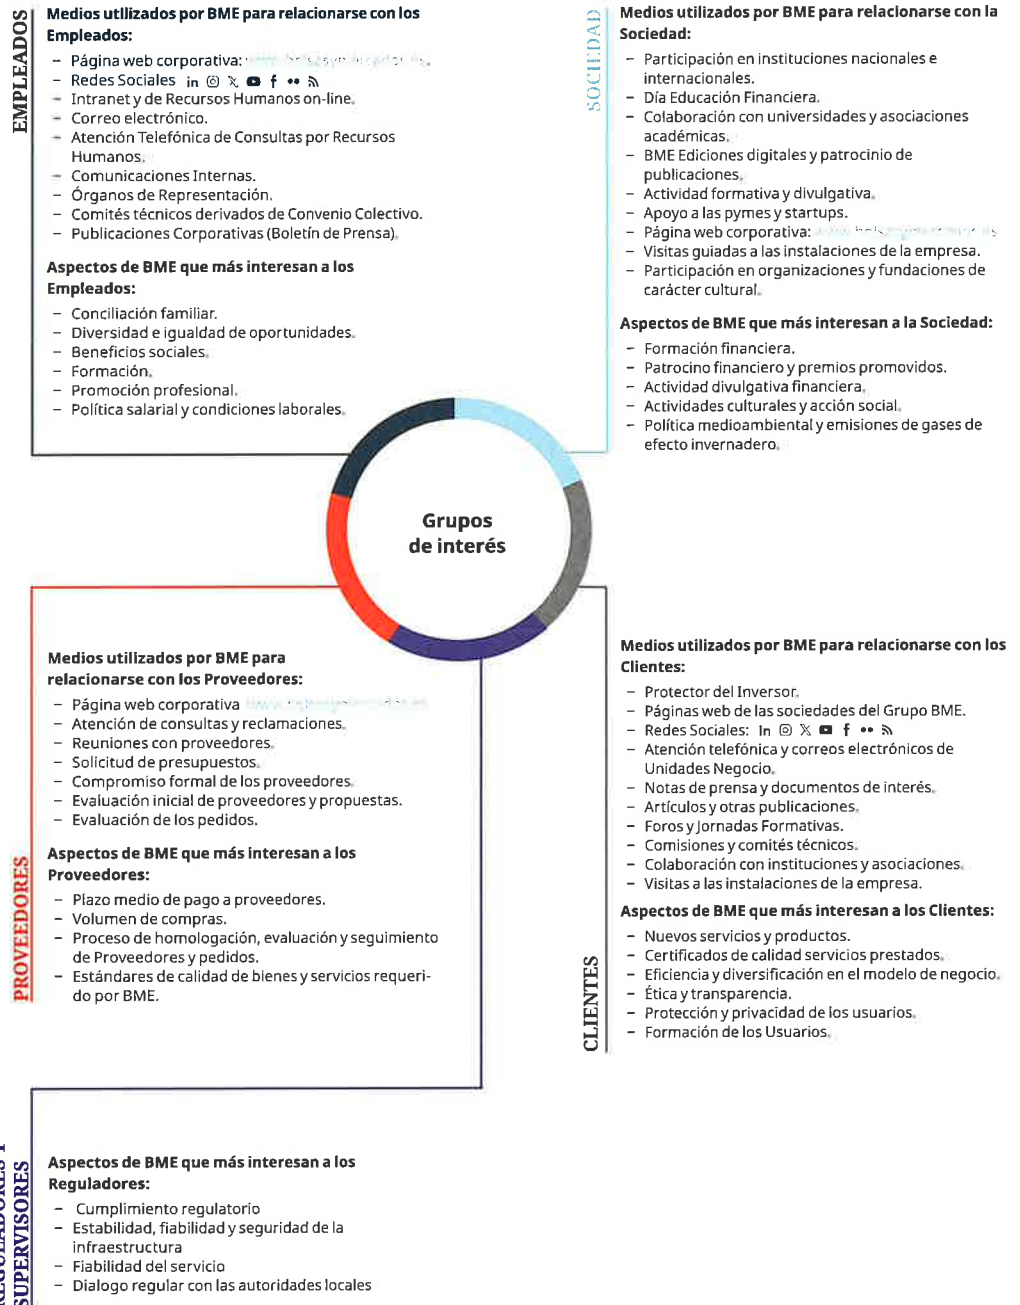 EMPLEADOS
Medios utilizados por BME para relacionarse con los
Empleados:
– Página web corporativa:
– Redes Sociales
– Intranet y de Recursos Humanos on-line.
– Correo electrónico.
– Atención Telefónica de Consultas por Recursos
Humanos.
– Comunicaciones Internas.
– Órganos de Representación.
– Comités técnicos derivados de Convenio Colectivo.
– Publicaciones Corporativas (Boletín de Prensa).
Aspectos de BME que más interesan a los
Empleados:
– Conciliación familiar.
– Diversidad e igualdad de oportunidades.
– Beneficios sociales.
– Formación.
– Promoción profesional.
– Política salarial y condiciones laborales.
SOCIEDAD
Medios utilizados por BME para relacionarse con la
Sociedad:
– Participación en instituciones nacionales e
internacionales.
– Día Educación Financiera.
– Colaboración con universidades y asociaciones
académicas.
– BME Ediciones digitales y patrocinio de
publicaciones.
– Actividad formativa y divulgativa.
– Apoyo a las pymes y startups.
– Página web corporativa:
– Visitas guiadas a las instalaciones de la empresa.
– Participación en organizaciones y fundaciones de
carácter cultural.
Aspectos de BME que más interesan a la Sociedad:
– Formación financiera.
– Patrocino financiero y premios promovidos.
– Actividad divulgativa financiera.
– Actividades culturales y acción social.
– Política medioambiental y emisiones de gases de
efecto invernadero.
Grupos
de interés
PROVEEDORES
Medios utilizados por BME para
relacionarse con los Proveedores:
– Página web corporativa
– Atención de consultas y reclamaciones.
– Reuniones con proveedores.
– Solicitud de presupuestos.
– Compromiso formal de los proveedores.
– Evaluación inicial de proveedores y propuestas.
– Evaluación de los pedidos.
Aspectos de BME que más interesan a los
Proveedores:
– Plazo medio de pago a proveedores.
– Volumen de compras.
– Proceso de homologación, evaluación y seguimiento
de Proveedores y pedidos.
– Estándares de calidad de bienes y servicios requeri-
do por BME.
CLIENTES
Medios utilizados por BME para relacionarse con los
Clientes:
– Protector del Inversor.
– Páginas web de las sociedades del Grupo BME.
– Redes Sociales:
– Atención telefónica y correos electrónicos de
Unidades Negocio.
– Notas de prensa y documentos de interés.
– Artículos y otras publicaciones.
– Foros y Jornadas Formativas.
– Comisiones y comités técnicos.
– Colaboración con instituciones y asociaciones.
– Visitas a las instalaciones de la empresa.
Aspectos de BME que más interesan a los Clientes:
– Nuevos servicios y productos.
– Certificados de calidad servicios prestados.
– Eficiencia y diversificación en el modelo de negocio.
– Ética y transparencia.
– Protección y privacidad de los usuarios.
– Formación de los Usuarios.
REGULADORES Y
SUPERVISORES
Aspectos de BME que más interesan a los
Reguladores:
– Cumplimiento regulatorio
– Estabilidad, fiabilidad y seguridad de la
infraestructura
– Fiabilidad del servicio
– Dialogo regular con las autoridades locales